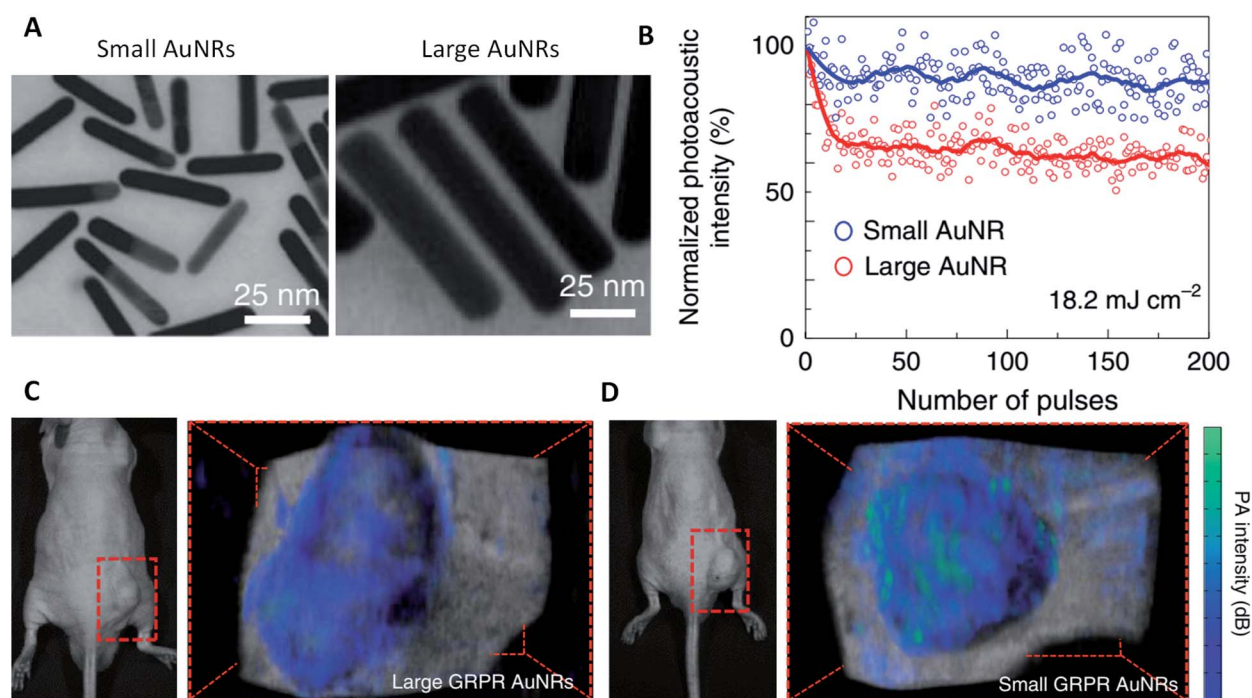 A
Small AuNRs
Large AuNRs
25 nm
25 nm
B
Normalized photoacoustic
intensity (%)
100
50
0
Small AuNR
Large AuNR
18.2 mJ cm⁻²
0
50
100
150
200
Number of pulses
C
Large GRPR AuNRs
D
Small GRPR AuNRs
PA intensity (dB)